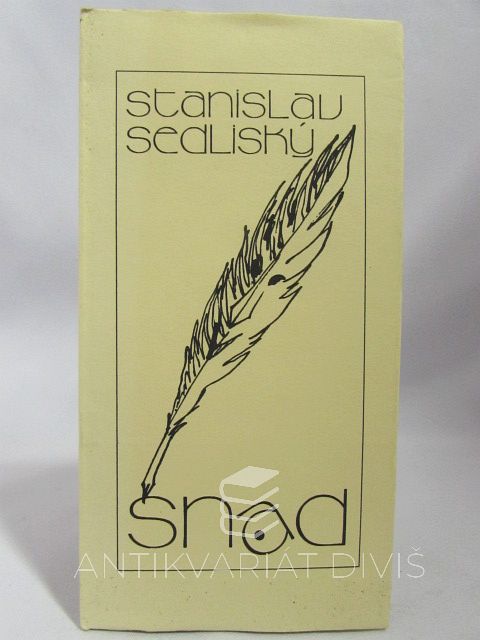 Stanislav
Sedliský
snad
ANTIKVARIÁT DIVIŠ